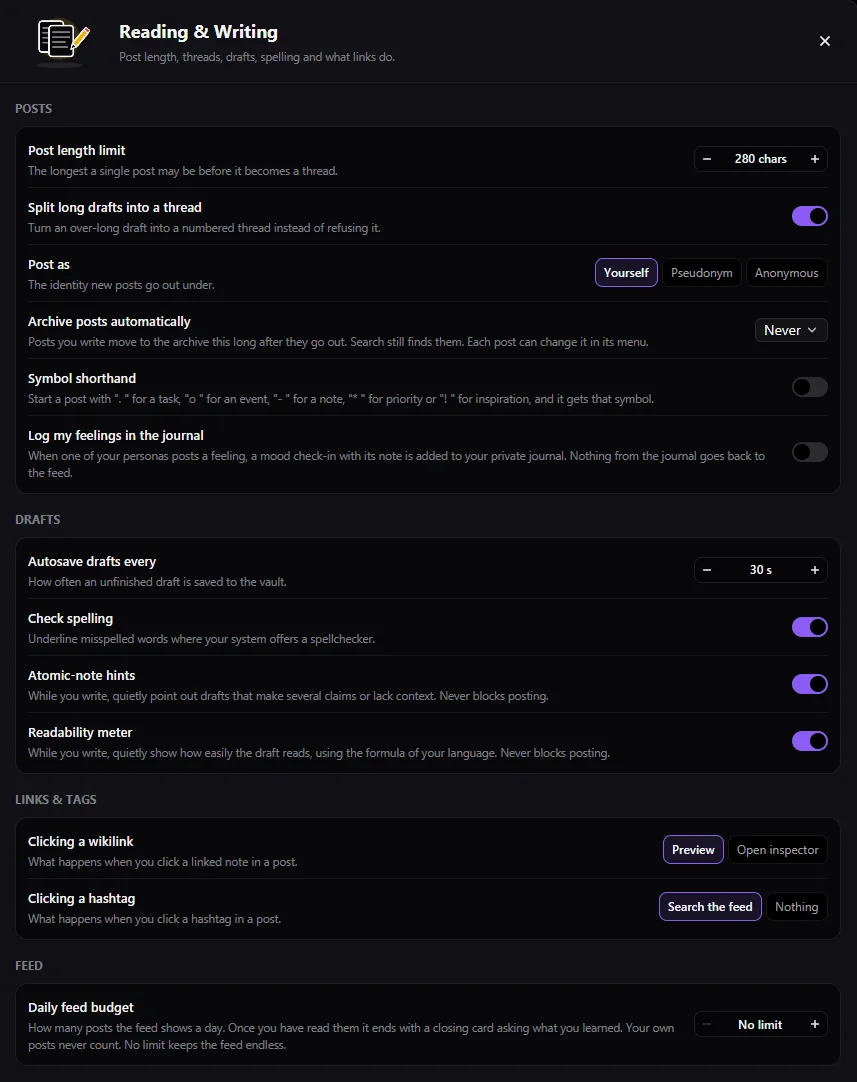 Reading & Writing
Post length, threads, drafts, spelling and what links do.
POSTS
Post length limit
The longest a single post may be before it becomes a thread.
280 chars
Split long drafts into a thread
Turn an over-long draft into a numbered thread instead of refusing it.
Post as
The identity new posts go out under.
Yourself
Pseudonym
Anonymous
Archive posts automatically
Posts you write move to the archive this long after they go out. Search still finds them. Each post can change it in its menu.
Never
Symbol shorthand
Start a post with ". " for a task, "o " for an event, "- " for a note, "* " for priority or "! " for inspiration, and it gets that symbol.
Log my feelings in the journal
When one of your personas posts a feeling, a mood check-in with its note is added to your private journal. Nothing from the journal goes back to
the feed.
DRAFTS
Autosave drafts every
How often an unfinished draft is saved to the vault.
30 s
Check spelling
Underline misspelled words where your system offers a spellchecker.
Atomic-note hints
While you write, quietly point out drafts that make several claims or lack context. Never blocks posting.
Readability meter
While you write, quietly show how easily the draft reads, using the formula of your language. Never blocks posting.
LINKS & TAGS
Clicking a wikilink
What happens when you click a linked note in a post.
Preview
Open inspector
Clicking a hashtag
What happens when you click a hashtag in a post.
Search the feed
Nothing
FEED
Daily feed budget
How many posts the feed shows a day. Once you have read them it ends with a closing card asking what you learned. Your own
posts never count. No limit keeps the feed endless.
No limit